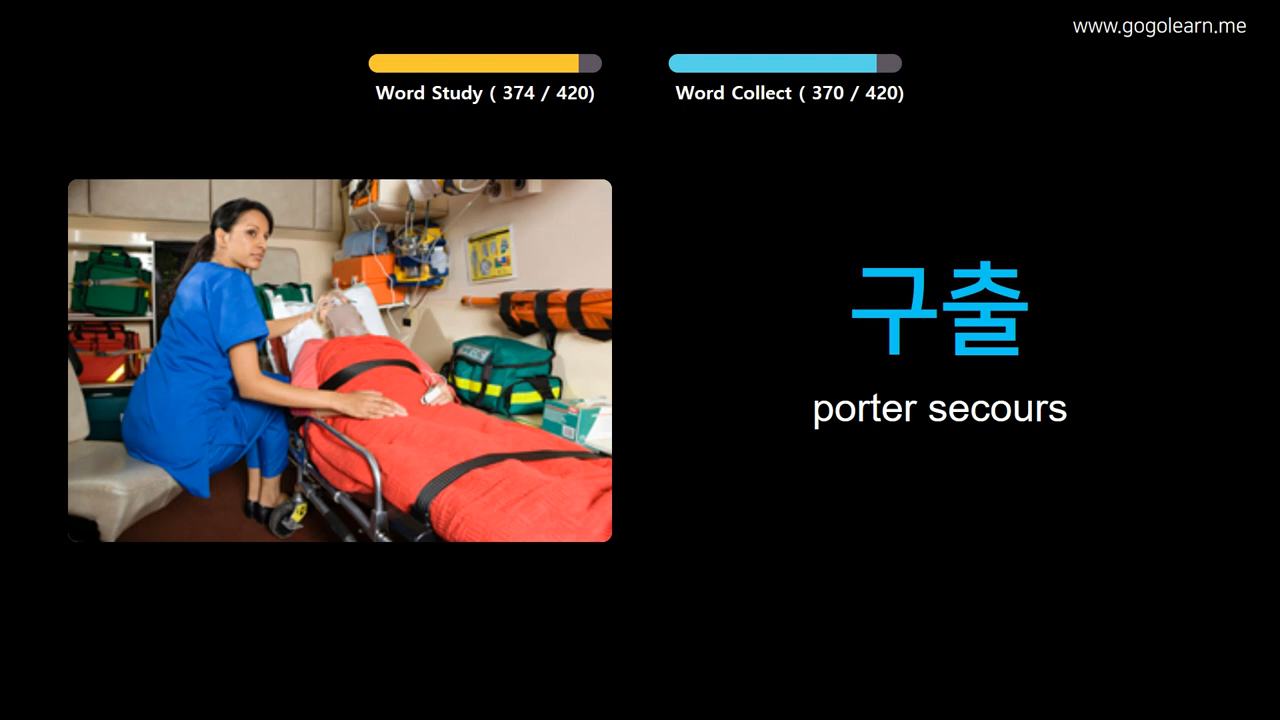 www.gogolearn.me
Word Study ( 374 / 420)
Word Collect ( 370 / 420)
구출
porter secours